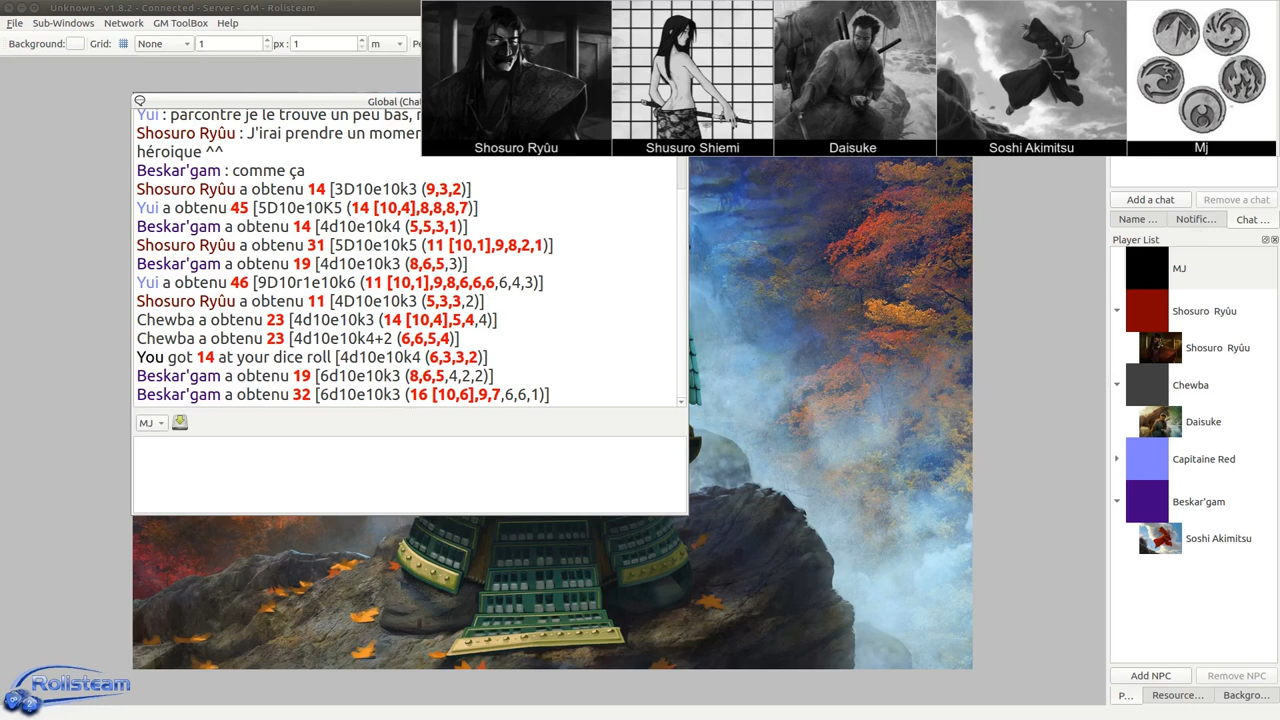 Unknown - v1.8.2 - Connected - Server - GM - Rolisteam
File Sub-Windows Network GM ToolBox Help
Background: Grid: None 1 px : 1 m
Shosuro Ryûu
Shusuro Shiemi
Daisuke
Soshi Akimitsu
Mj
Global (Chat
Yui : parcontre je le trouve un peu bas,
Shosuro Ryûu : J'irai prendre un momer
héroique ^^
Beskar'gam : comme ça
Shosuro Ryûu a obtenu 14 [3D10e10k3 (9,3,2)]
Yui a obtenu 45 [5D10e10K5 (14 [10,4],8,8,8,7)]
Beskar'gam a obtenu 14 [4d10e10k4 (5,5,3,1)]
Shosuro Ryûu a obtenu 31 [5D10e10k5 (11 [10,1],9,8,2,1)]
Beskar'gam a obtenu 19 [4d10e10k3 (8,6,5,3)]
Yui a obtenu 46 [9D10r1e10k6 (11 [10,1],9,8,6,6,6,6,4,3)]
Shosuro Ryûu a obtenu 11 [4D10e10k3 (5,3,3,2)]
Chewba a obtenu 23 [4d10e10k3 (14 [10,4],5,4,4)]
Chewba a obtenu 23 [4d10e10k4+2 (6,6,5,4)]
You got 14 at your dice roll [4d10e10k4 (6,3,3,2)]
Beskar'gam a obtenu 19 [6d10e10k3 (8,6,5,4,2,2)]
Beskar'gam a obtenu 32 [6d10e10k3 (16 [10,6],9,7,6,6,1)]
MJ
Add a chat Remove a chat
Name ... Notific... Chat ...
Player List
MJ
Shosuro Ryûu
Shosuro Ryûu
Chewba
Daisuke
Capitaine Red
Beskar'gam
Soshi Akimitsu
Add NPC Remove NPC
P... Resource... Backgro...
Rolisteam